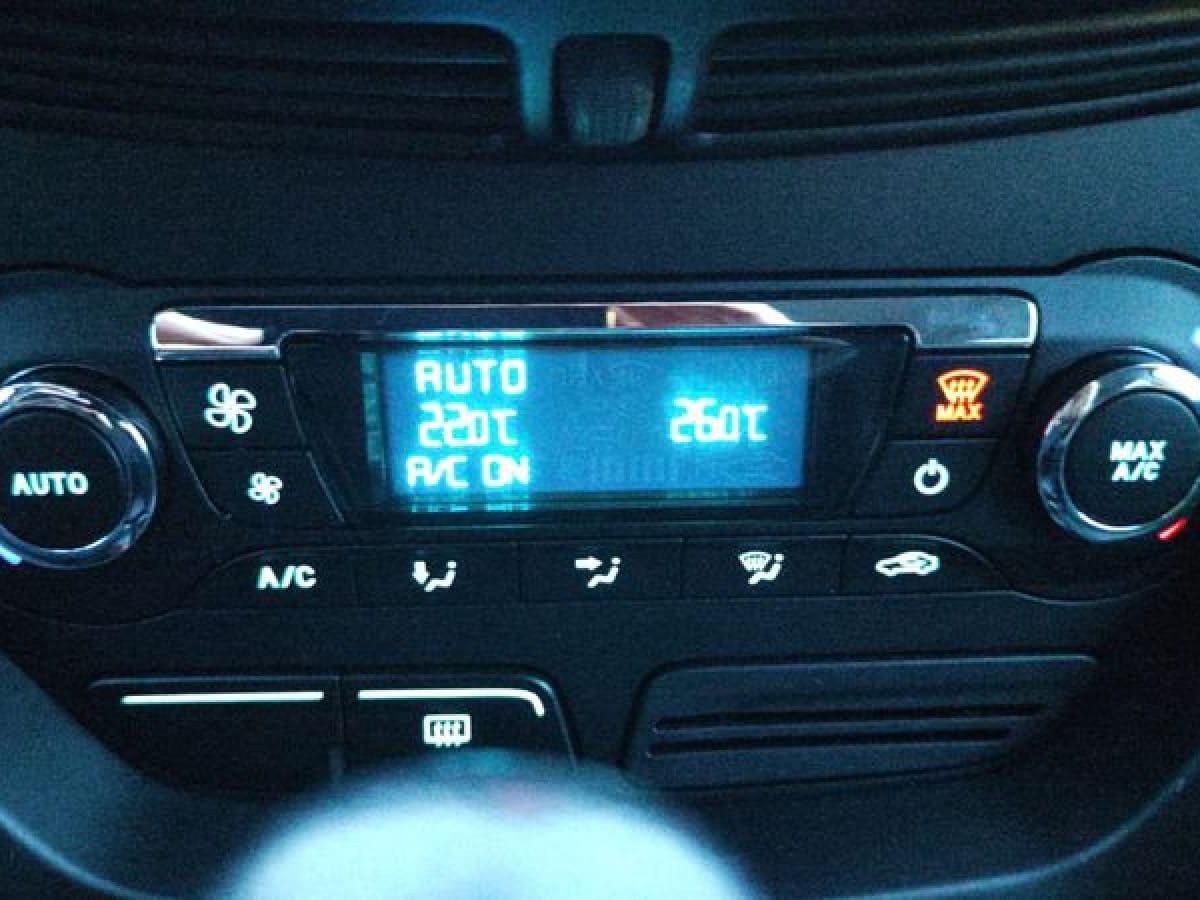 AUTO
22.0℃
26.0℃
A/C ON
MAX
AUTO
MAX
A/C
A/C